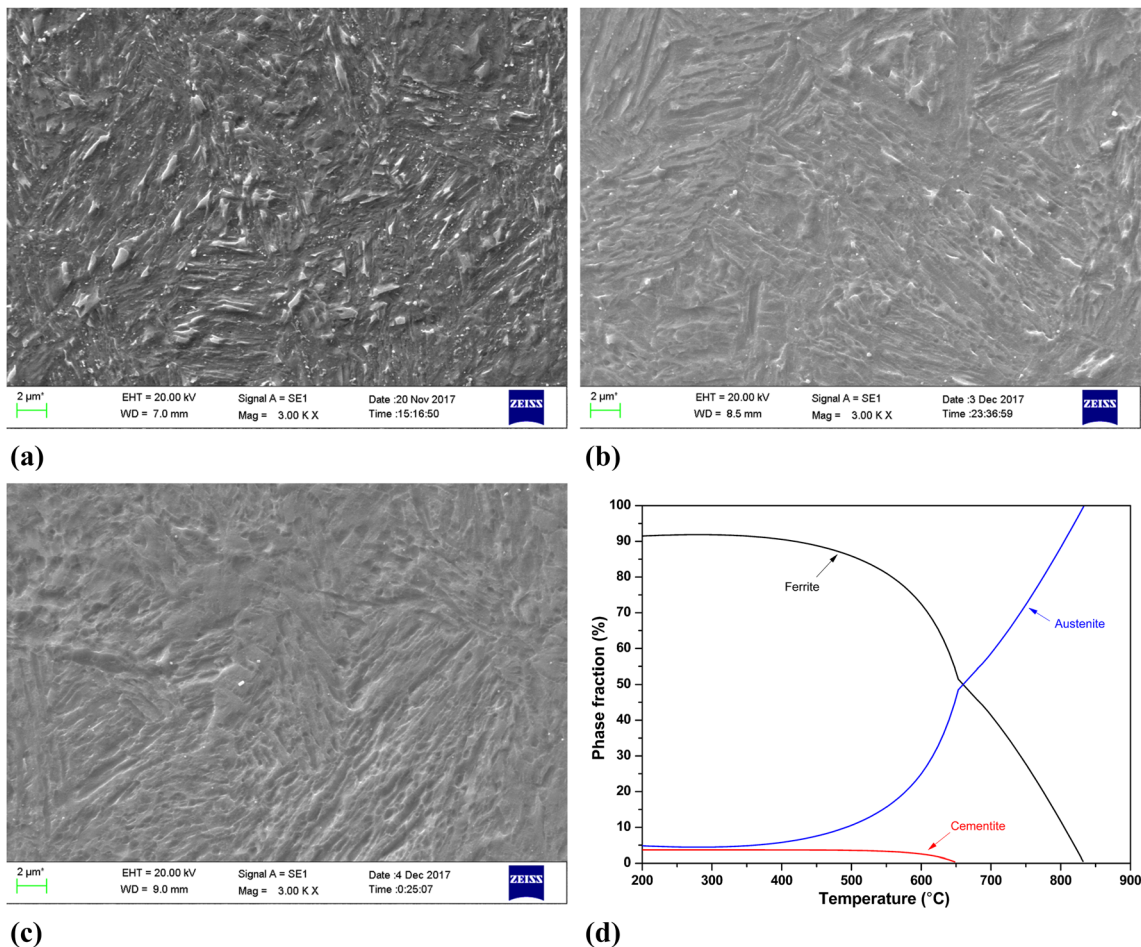 2 µm*
EHT = 20.00 kV
Signal A = SE1
Date :20 Nov 2017
WD = 7.0 mm
Mag = 3.00 K X
Time :15:16:50
ZEISS
(a)
2 µm*
EHT = 20.00 kV
Signal A = SE1
Date :3 Dec 2017
WD = 8.5 mm
Mag = 3.00 K X
Time :23:36:59
ZEISS
(b)
2 µm*
EHT = 20.00 kV
Signal A = SE1
Date :4 Dec 2017
WD = 9.0 mm
Mag = 3.00 K X
Time :0:25:07
ZEISS
(c)
100
90
80
70
60
50
40
30
20
10
0
Phase fraction (%)
Ferrite
Austenite
Cementite
200 300 400 500 600 700 800 900
Temperature (°C)
(d)